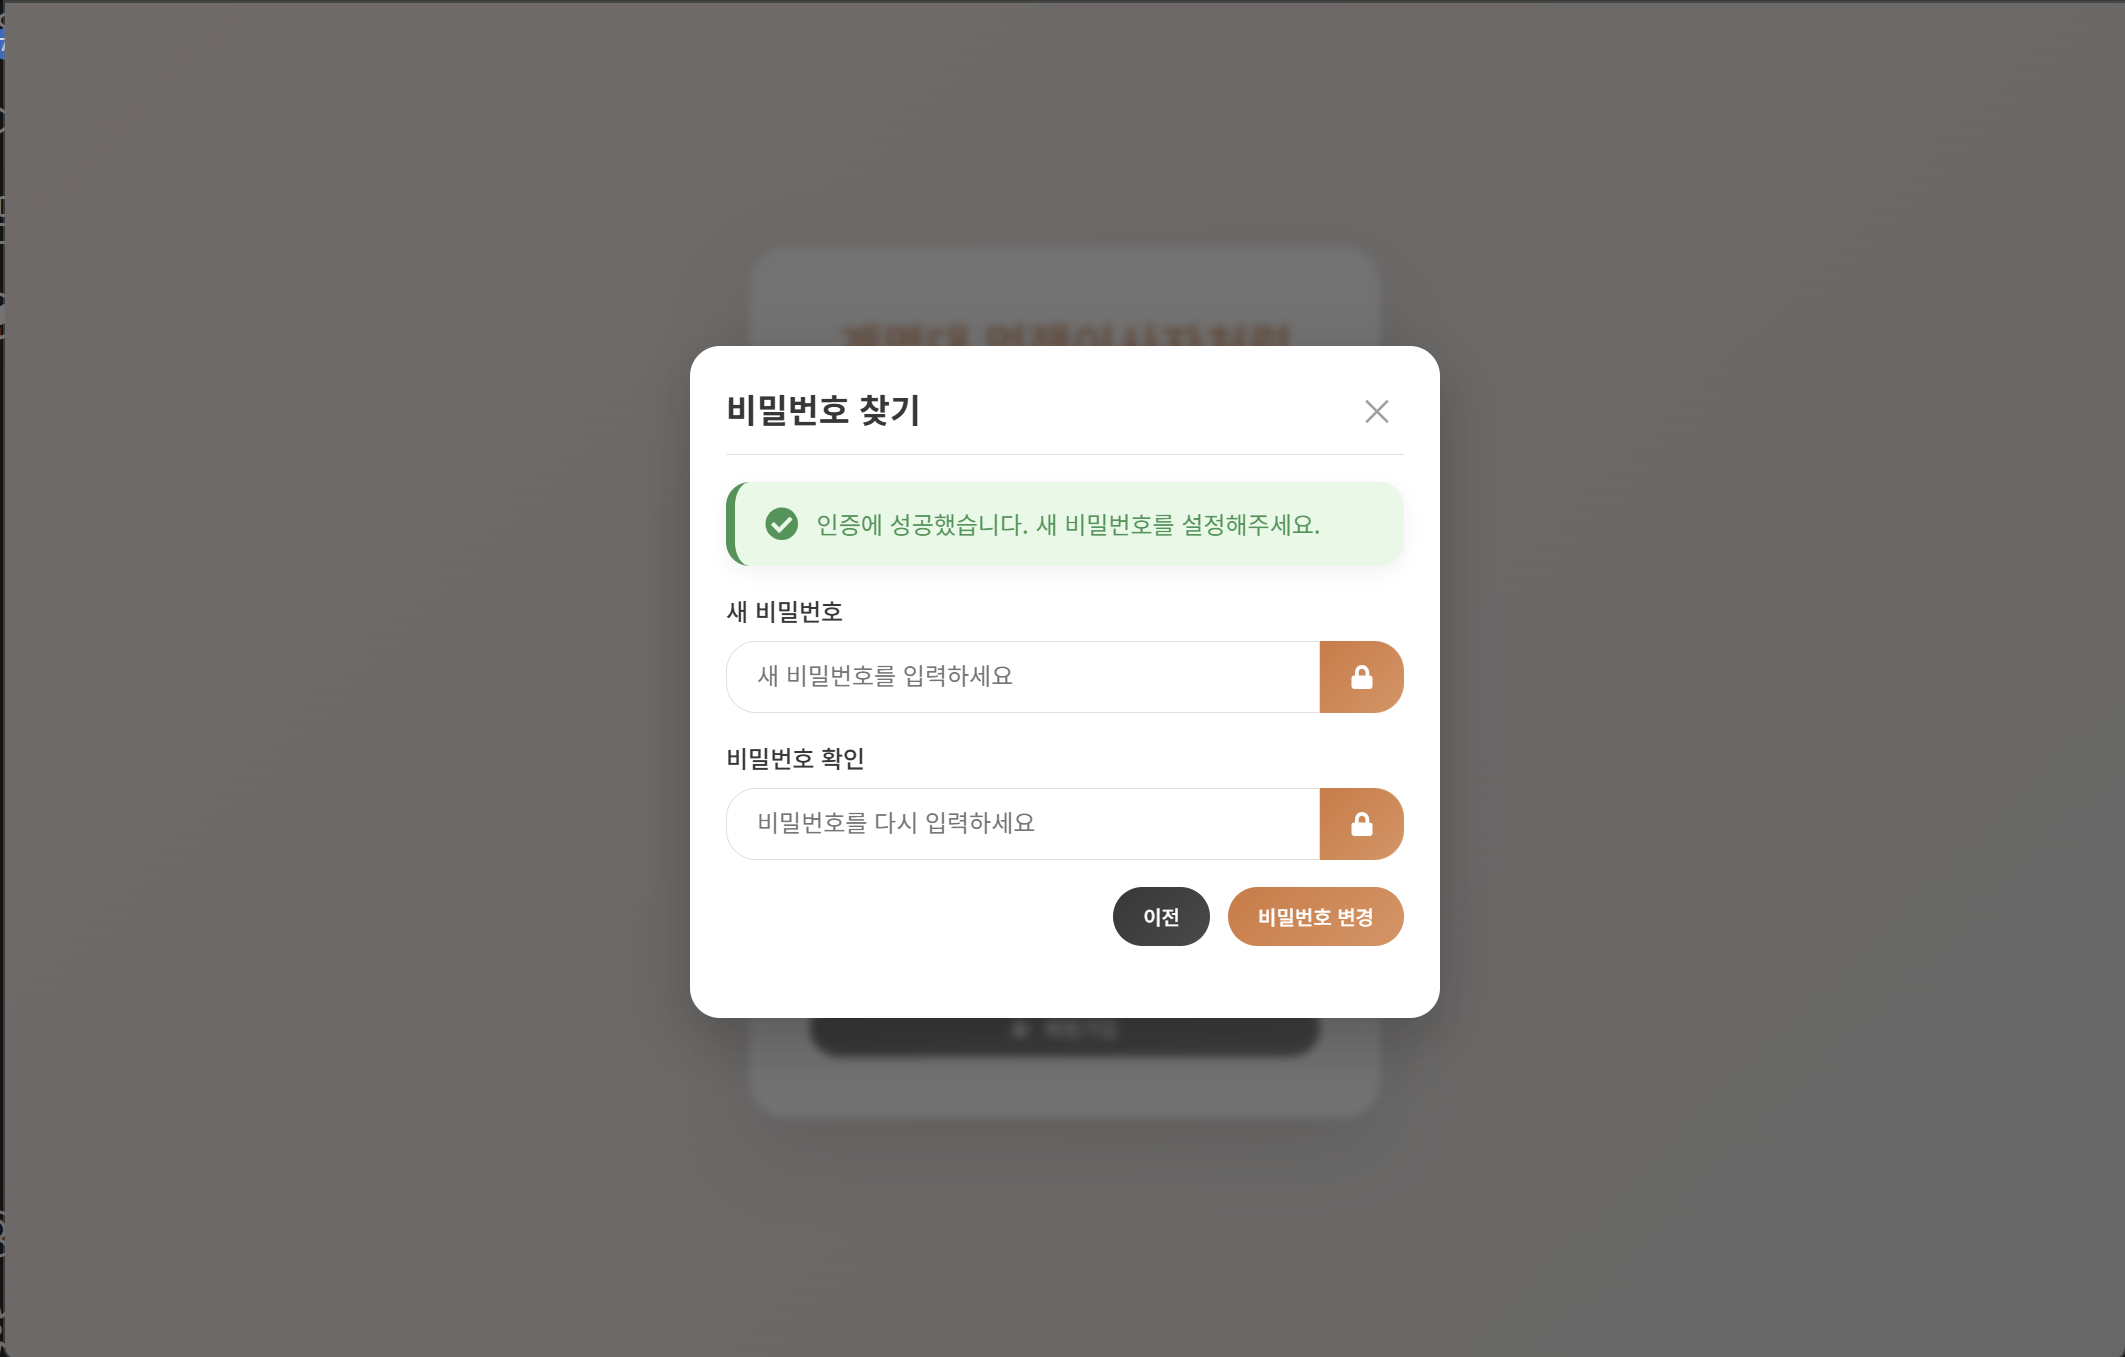 비밀번호 찾기
인증에 성공했습니다. 새 비밀번호를 설정해주세요.
새 비밀번호
새 비밀번호를 입력하세요
비밀번호 확인
비밀번호를 다시 입력하세요
이전
비밀번호 변경